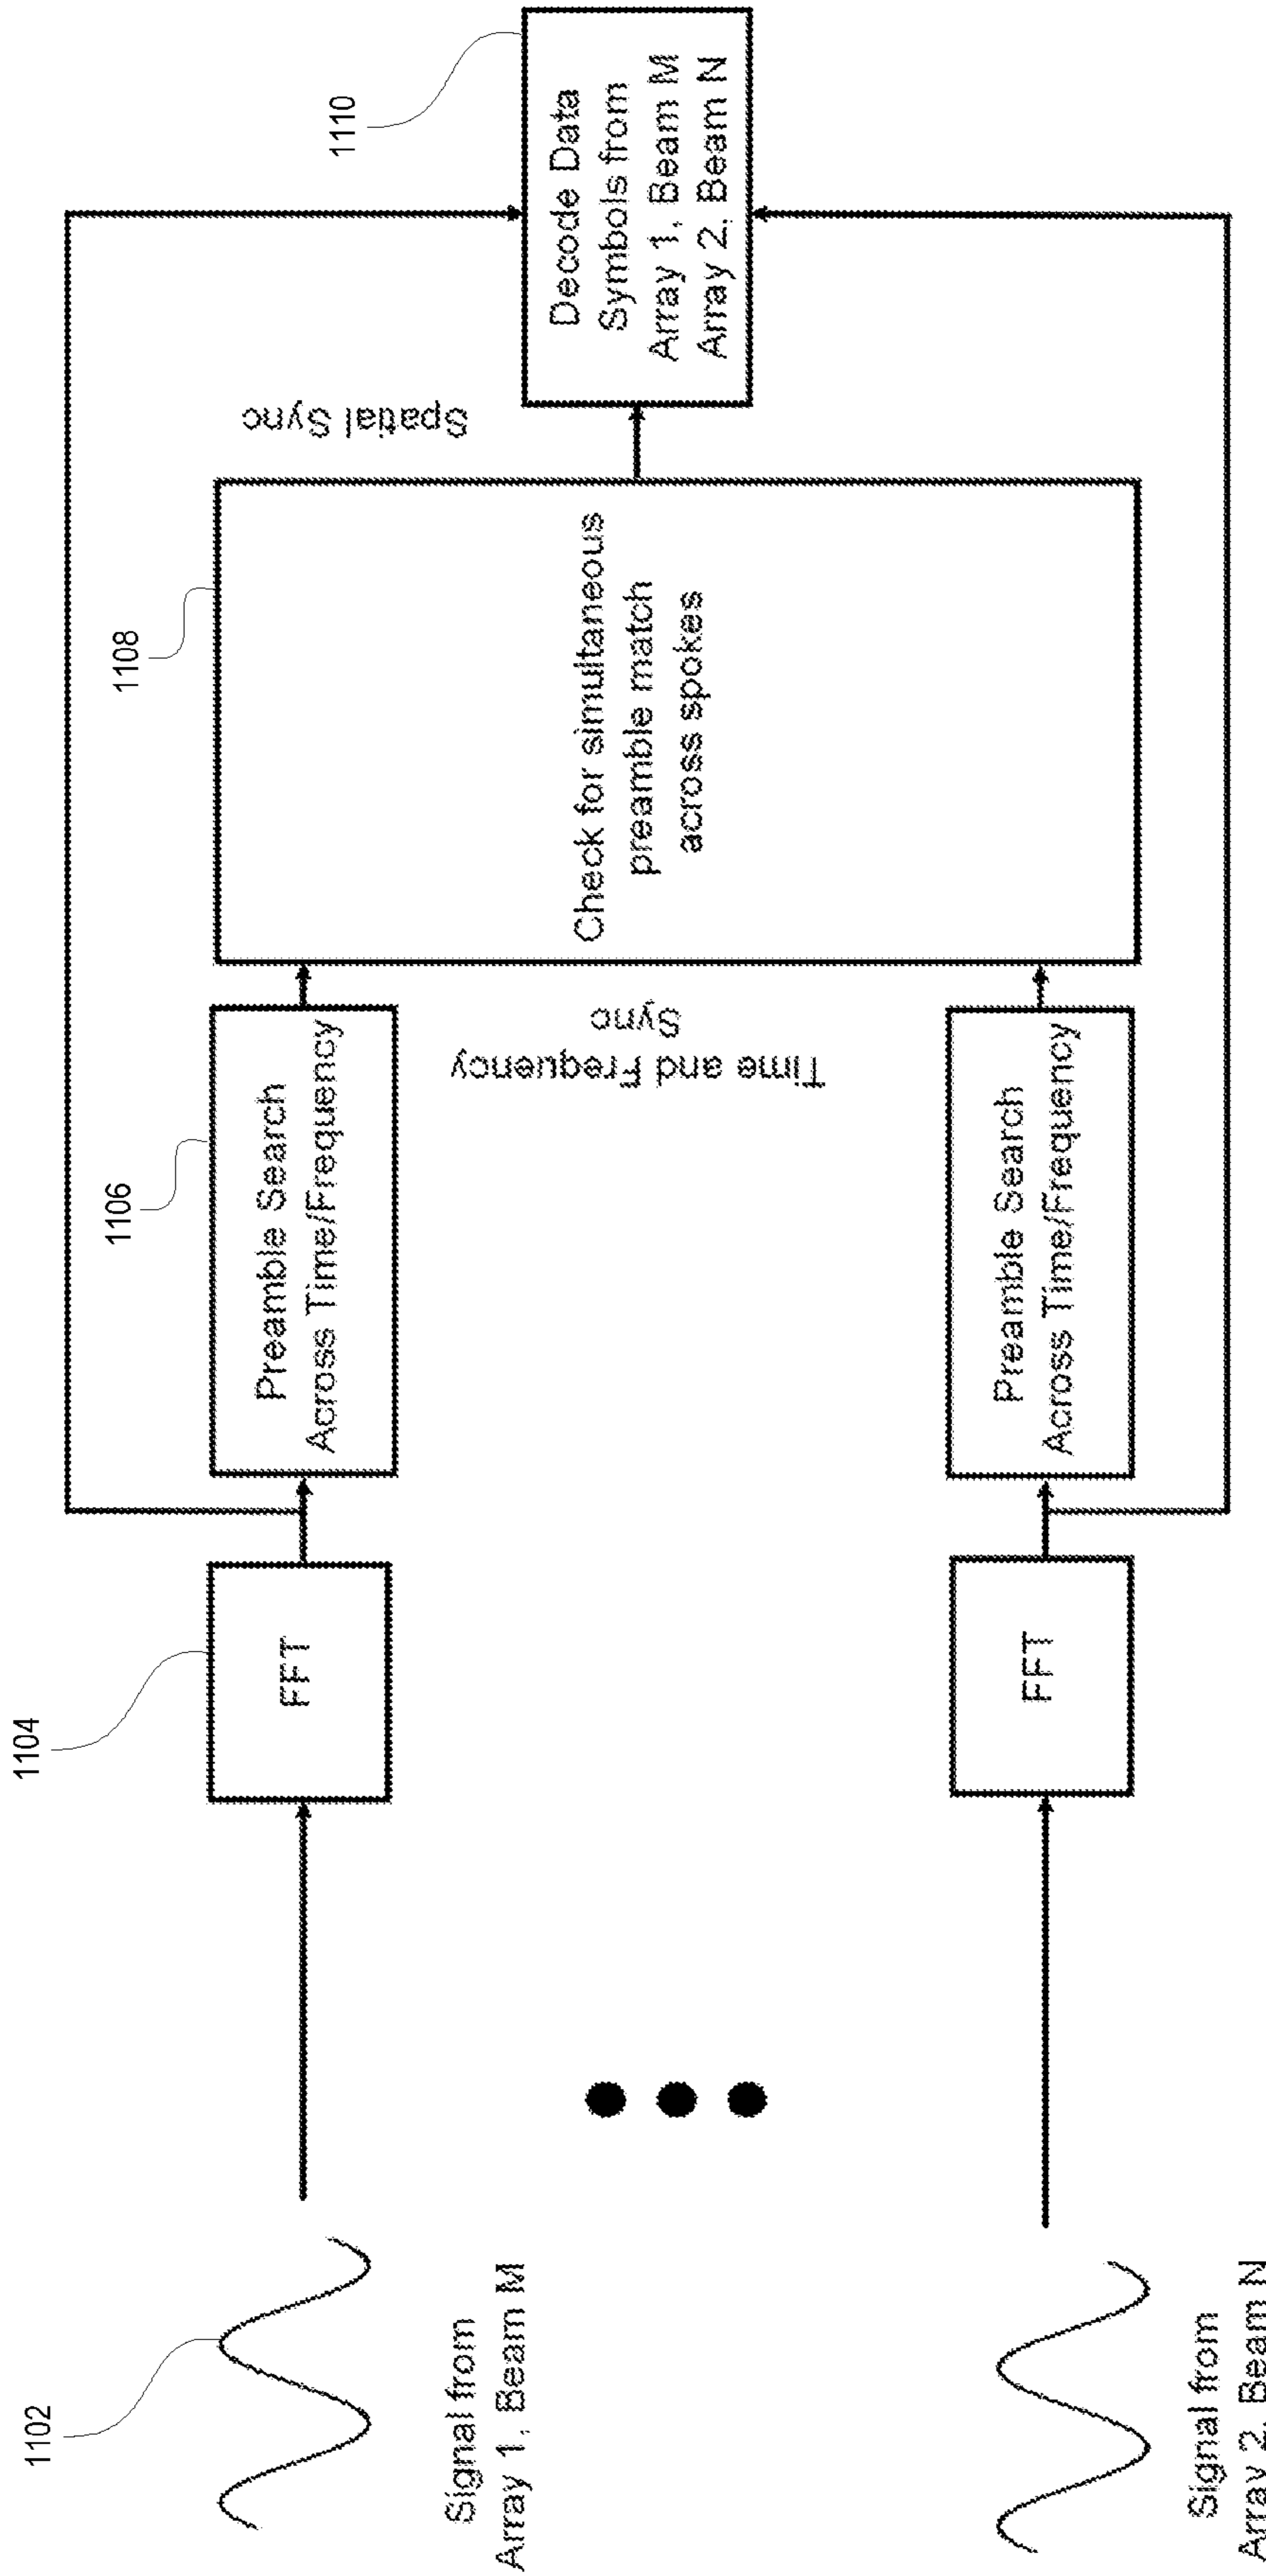 1102
Signal from
Array 1, Beam M
1104
FFT
1106
Preamble Search
Across Time/Frequency
1108
Check for simultaneous
preamble match
across spokes
1110
Decode Data
Symbols from
Array 1, Beam M
Array 2, Beam N
Time and Frequency
Sync
Spatial Sync
Signal from
Array 2, Beam N
FFT
Preamble Search
Across Time/Frequency